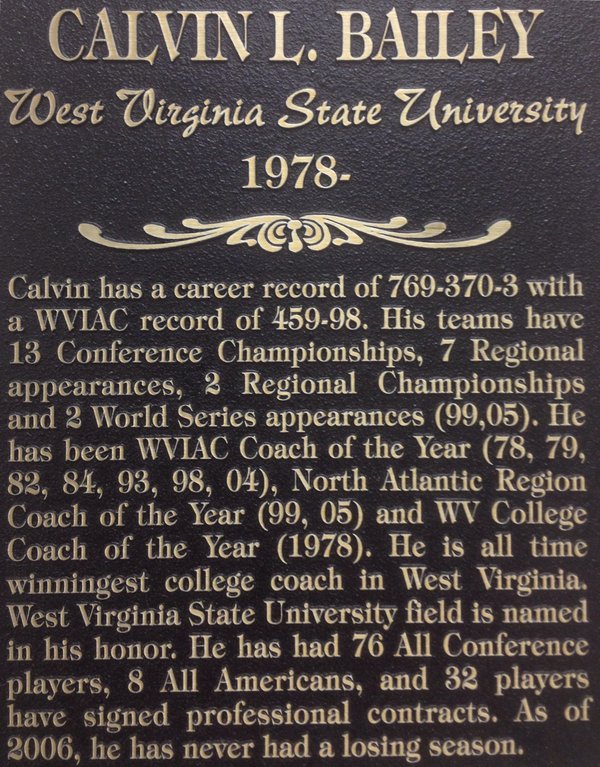 CALVIN L. BAILEY
West Virginia State University
1978-
Calvin has a career record of 769-370-3 with
a WVIAC record of 459-98. His teams have
13 Conference Championships, 7 Regional
appearances, 2 Regional Championships
and 2 World Series appearances (99,05). He
has been WVIAC Coach of the Year (78, 79,
82, 84, 93, 98, 04), North Atlantic Region
Coach of the Year (99, 05) and WV College
Coach of the Year (1978). He is all time
winningest college coach in West Virginia.
West Virginia State University field is named
in his honor. He has had 76 All Conference
players, 8 All Americans, and 32 players
have signed professional contracts. As of
2006, he has never had a losing season.